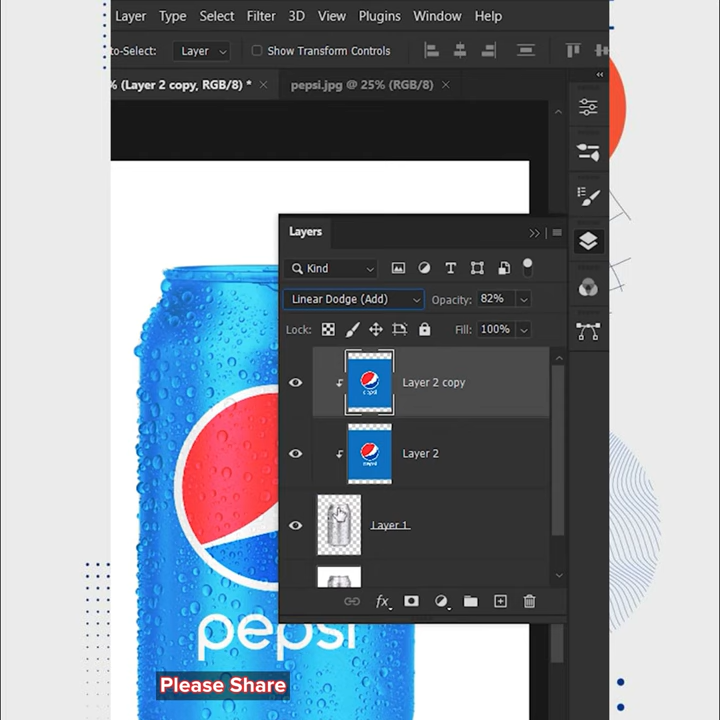 Layer Type Select Filter 3D View Plugins Window Help
to-Select: Layer Show Transform Controls
% (Layer 2 copy, RGB/8) * × pepsi.jpg @ 25% (RGB/8) ×
Layers
Kind
Linear Dodge (Add) Opacity: 82%
Lock: Fill: 100%
Layer 2 copy
Layer 2
Layer 1
fx
pepsi
Please Share